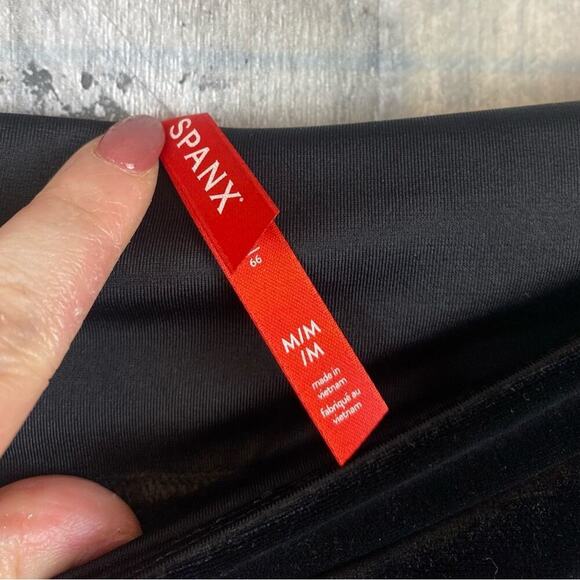 SPANX®
66
M/M
/M
made in
vietnam
fabriqué au
vietnam